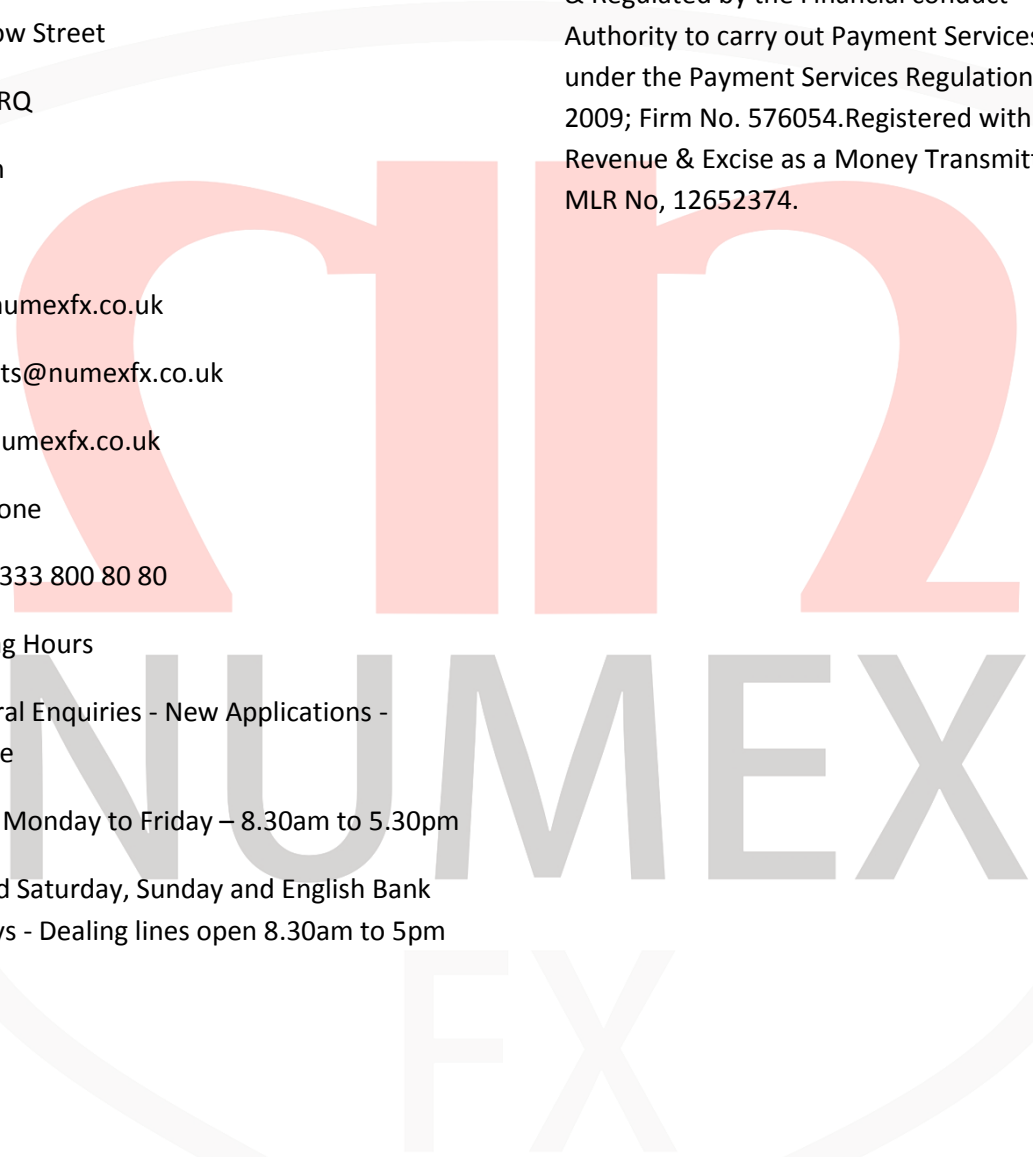 ow Street
RQ
n
umexfx.co.uk
ts@numexfx.co.uk
umexfx.co.uk
one
333 800 80 80
g Hours
ral Enquiries - New Applications -
e
Monday to Friday – 8.30am to 5.30pm
d Saturday, Sunday and English Bank
ys - Dealing lines open 8.30am to 5pm
& Regulated by the Financial conduct
Authority to carry out Payment Services
under the Payment Services Regulation
2009; Firm No. 576054.Registered with
Revenue & Excise as a Money Transmitt
MLR No, 12652374.
NUMEX
FX